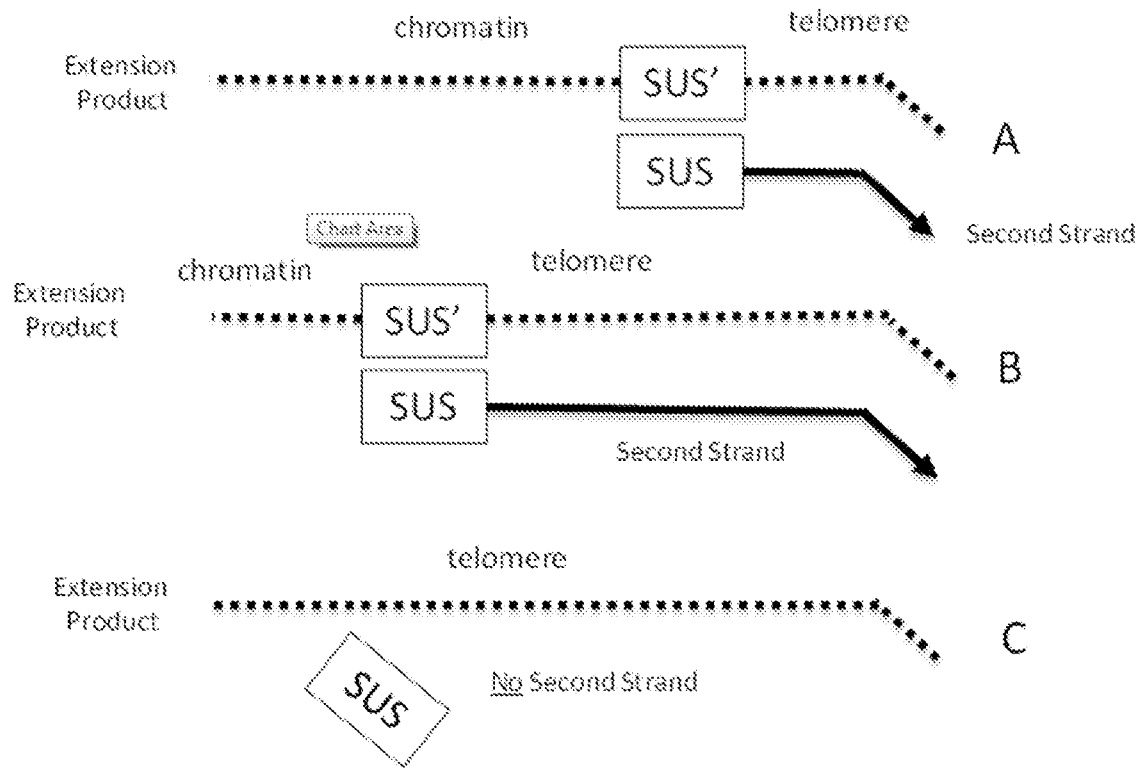 chromatin
telomere
Extension
Product
SUS'
A
SUS
Second Strand
Chart Area
chromatin
telomere
Extension
Product
SUS'
B
SUS
Second Strand
telomere
Extension
Product
C
SUS
No Second Strand